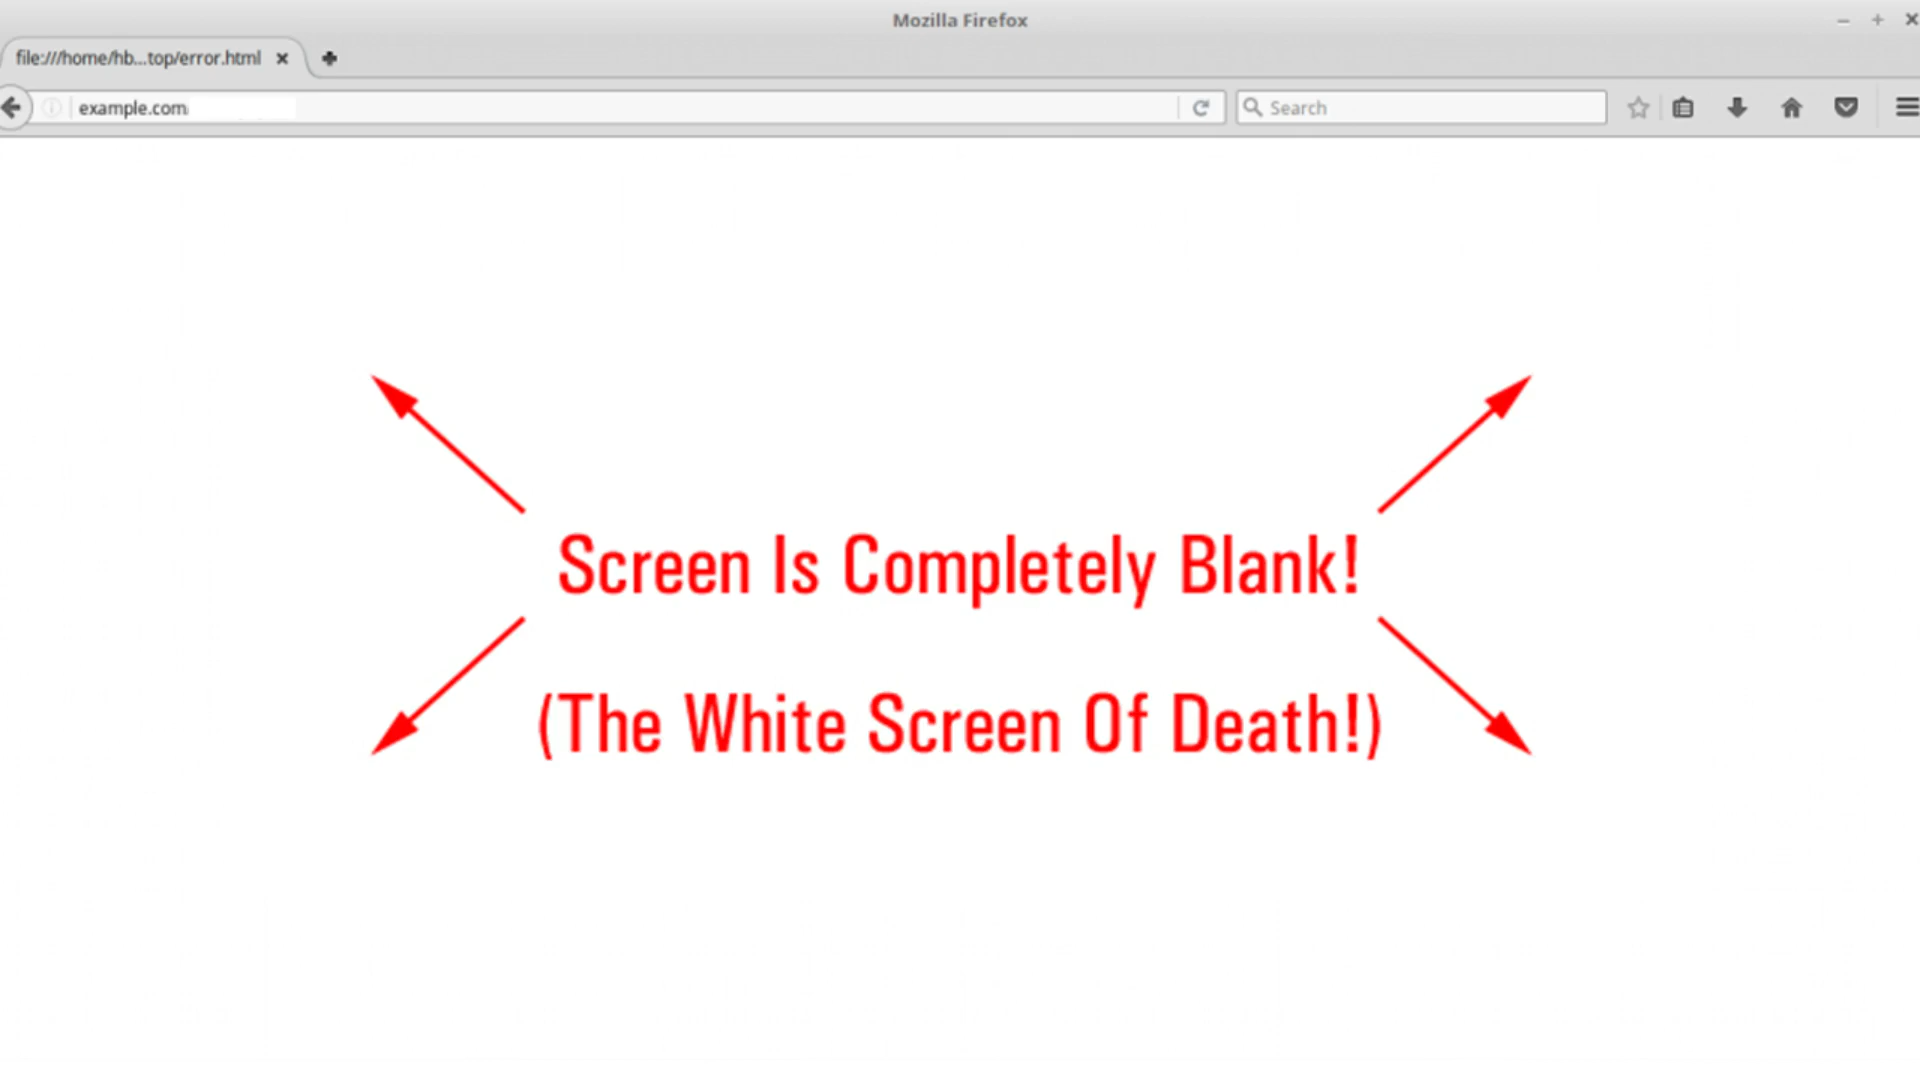 Mozilla Firefox
file:///home/hb...top/error.html
example.com
Search
Screen Is Completely Blank!
(The White Screen Of Death!)